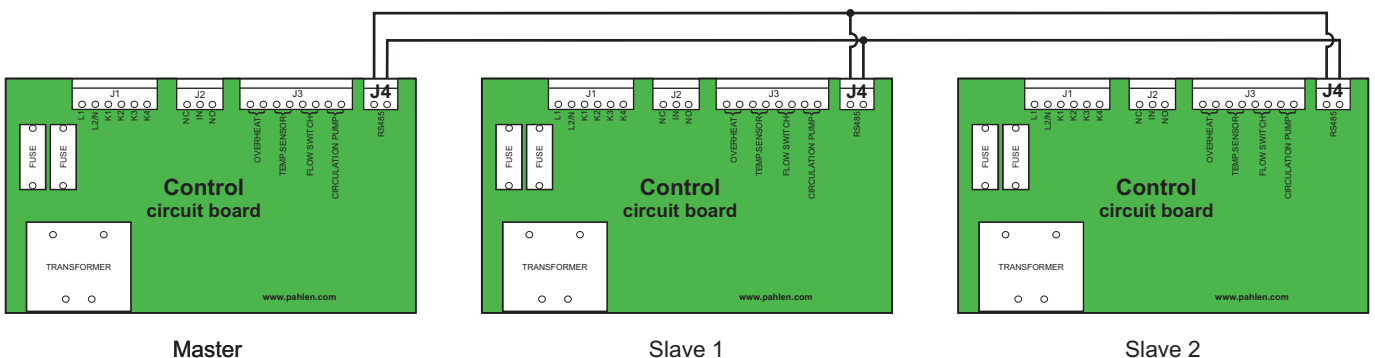 J1
J2
J3
J4
L1
L2/N
K1
K2
K3
K4
NC
IN
NO
OVERHEAT
TEMP.SENSOR
FLOW SWITCH
CIRCULATION PUMP
RS485
FUSE
FUSE
Control
circuit board
TRANSFORMER
www.pahlen.com
Master
J1
J2
J3
J4
L1
L2/N
K1
K2
K3
K4
NC
IN
NO
OVERHEAT
TEMP.SENSOR
FLOW SWITCH
CIRCULATION PUMP
RS485
FUSE
FUSE
Control
circuit board
TRANSFORMER
www.pahlen.com
Slave 1
J1
J2
J3
J4
L1
L2/N
K1
K2
K3
K4
NC
IN
NO
OVERHEAT
TEMP.SENSOR
FLOW SWITCH
CIRCULATION PUMP
RS485
FUSE
FUSE
Control
circuit board
TRANSFORMER
www.pahlen.com
Slave 2